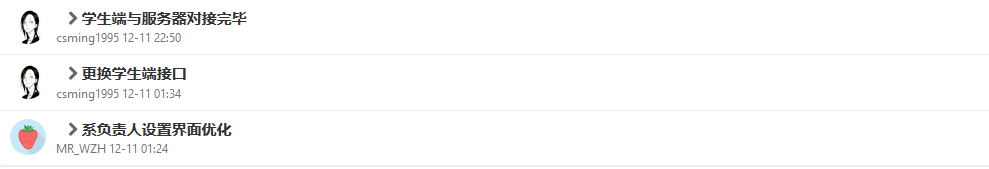 学生端与服务器对接完毕
csming1995 12-11 22:50
更换学生端接口
csming1995 12-11 01:34
系负责人设置界面优化
MR_WZH 12-11 01:24